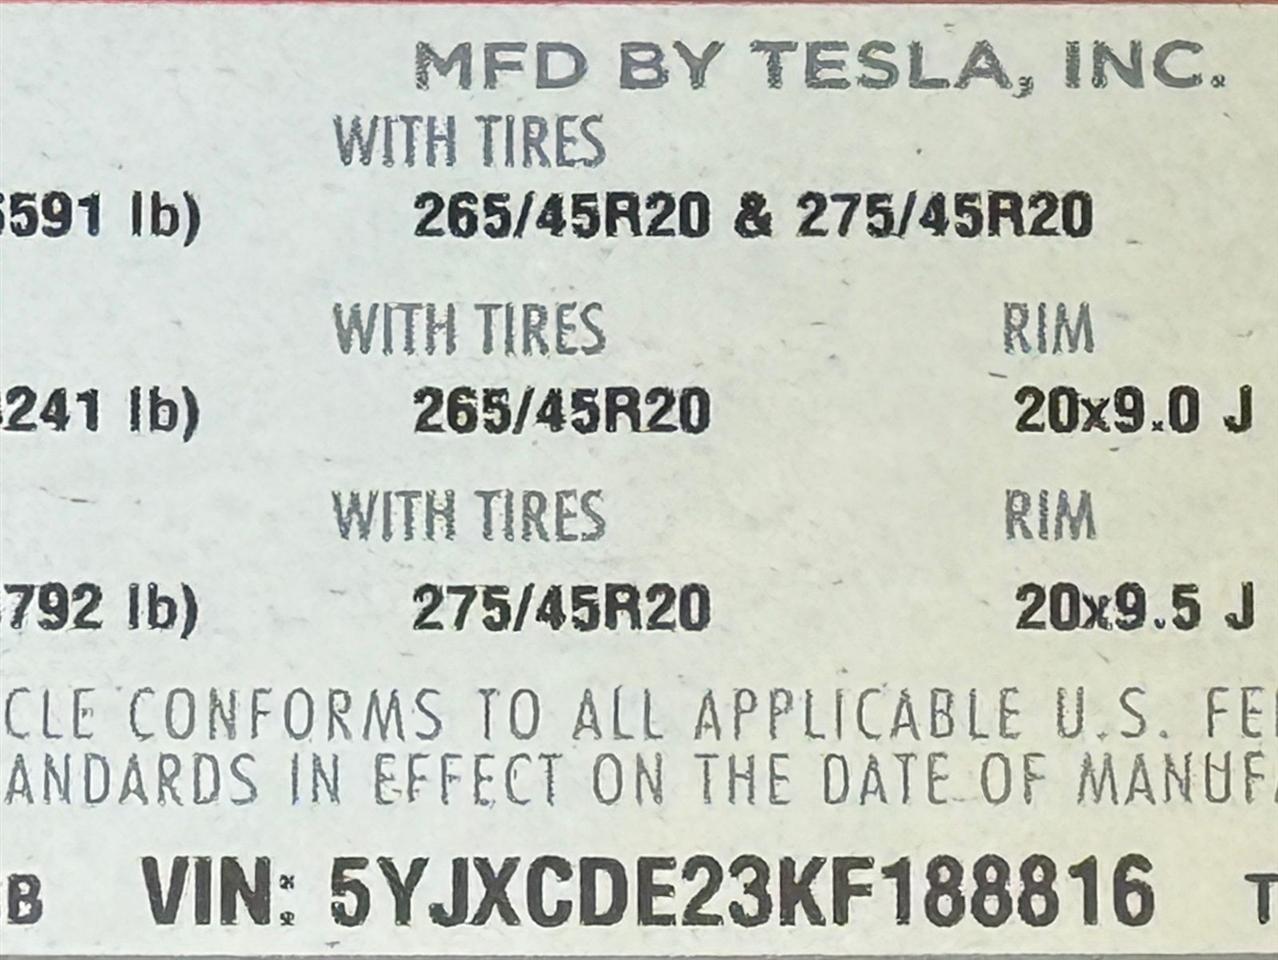 MFD BY TESLA, INC.
WITH TIRES
591 lb) 265/45R20 & 275/45R20
WITH TIRES RIM
241 lb) 265/45R20 20x9.0 J
WITH TIRES RIM
792 lb) 275/45R20 20x9.5 J
CLE CONFORMS TO ALL APPLICABLE U.S. FE
ANDARDS IN EFFECT ON THE DATE OF MANUF
B VIN: 5YJXCDE23KF188816 T